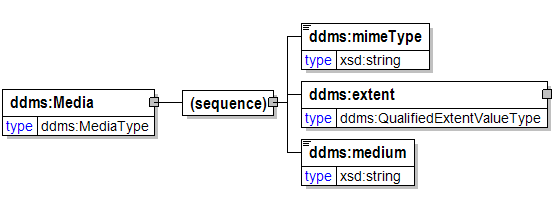 ddms:mimeType
type xsd:string
ddms:Media
type ddms:MediaType
(sequence)
ddms:extent
type ddms:QualifiedExtentValueType
ddms:medium
type xsd:string